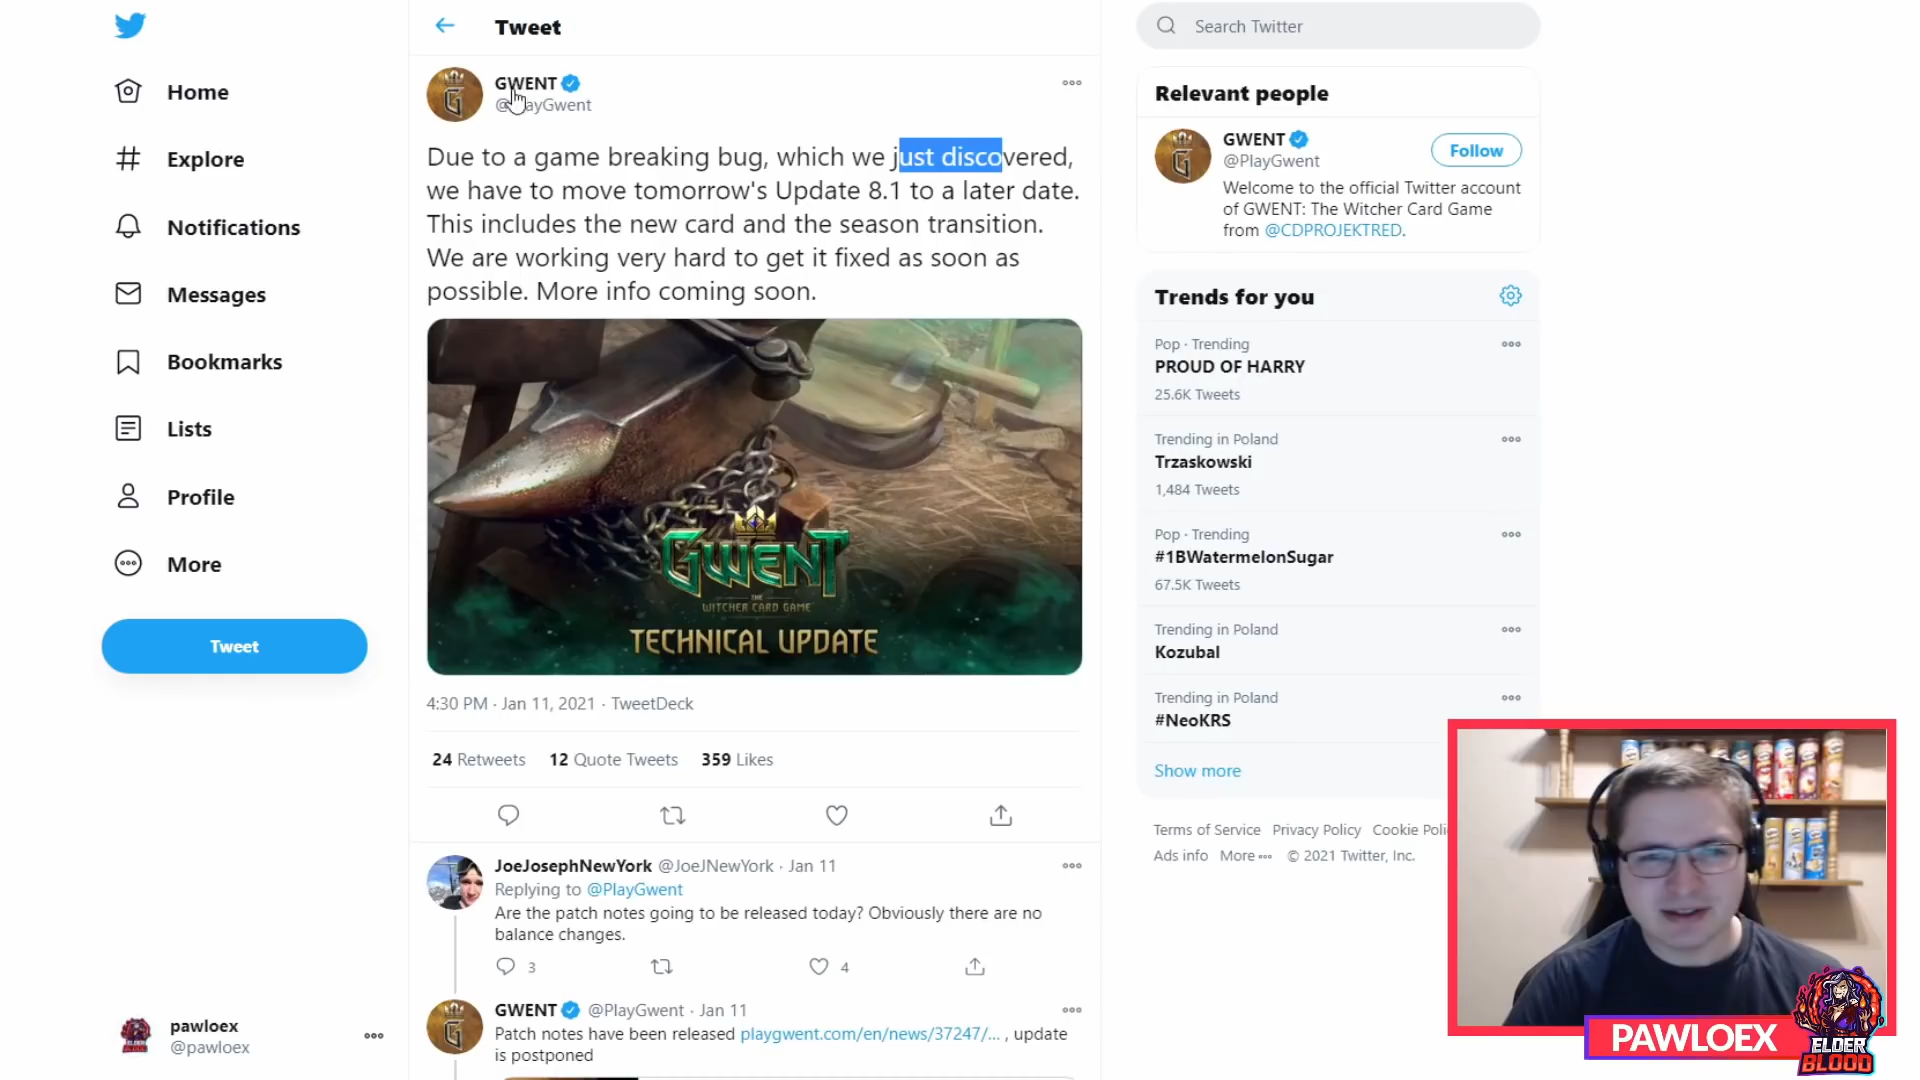 Home
Explore
Notifications
Messages
Bookmarks
Lists
Profile
More
Tweet
pawloex
@pawloex
Tweet
GWENT
Due to a game breaking bug, which we just discovered,
we have to move tomorrow's Update 8.1 to a later date.
This includes the new card and the season transition.
We are working very hard to get it fixed as soon as
possible. More info coming soon.
GWENT
THE
WITCHER CARD GAME
TECHNICAL UPDATE
4:30 PM · Jan 11, 2021 · TweetDeck
24 Retweets 12 Quote Tweets 359 Likes
JoeJosephNewYork @JoeJNewYork · Jan 11
Replying to @PlayGwent
Are the patch notes going to be released today? Obviously there are no
balance changes.
3
4
GWENT @PlayGwent · Jan 11
Patch notes have been released playgwent.com/en/news/37247/... , update
is postponed
Search Twitter
Relevant people
GWENT
@PlayGwent
Follow
Welcome to the official Twitter account
of GWENT: The Witcher Card Game
from @CDPROJEKTRED.
Trends for you
Pop · Trending
PROUD OF HARRY
25.6K Tweets
Trending in Poland
Trzaskowski
1,484 Tweets
Pop · Trending
#1BWatermelonSugar
67.5K Tweets
Trending in Poland
Kozubal
Trending in Poland
#NeoKRS
Show more
Terms of Service Privacy Policy Cookie
Ads info More © 2021 Twitter, Inc.
PAWLOEX
ELDER
BLOOD